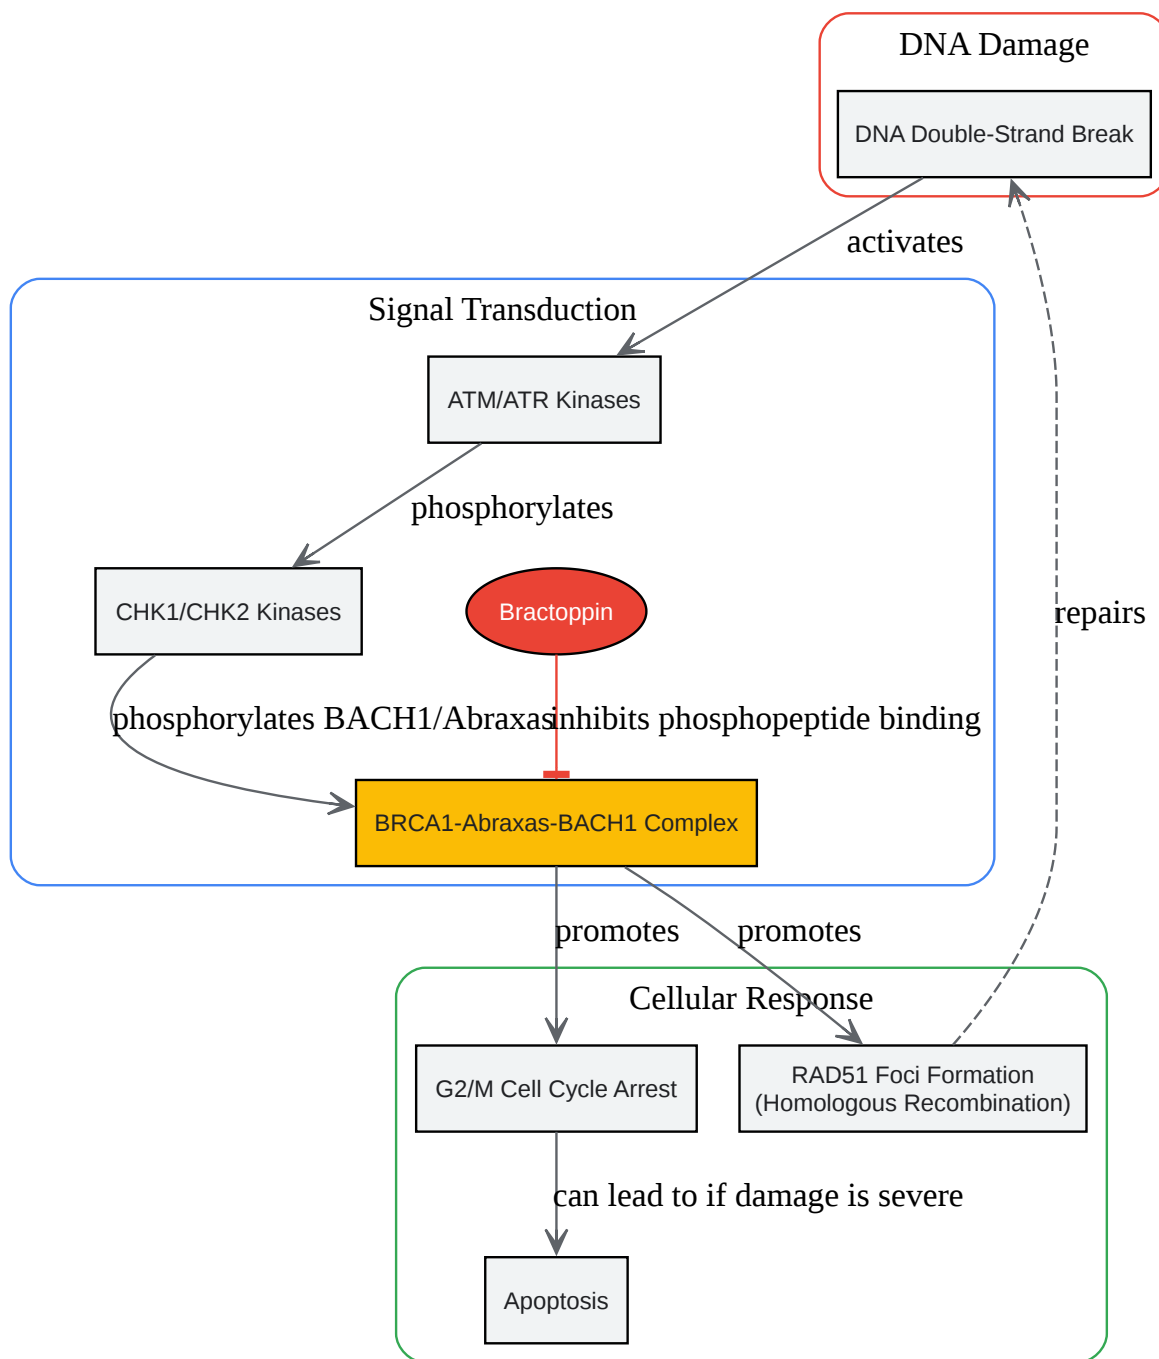 DNA Damage
DNA Double-Strand Break
activates
Signal Transduction
ATM/ATR Kinases
phosphorylates
CHK1/CHK2 Kinases
Bractoppin
repairs
phosphorylates BACH1/Abraxas
inhibits phosphopeptide binding
BRCA1-Abraxas-BACH1 Complex
promotes
promotes
Cellular Response
G2/M Cell Cycle Arrest
RAD51 Foci Formation
(Homologous Recombination)
can lead to if damage is severe
Apoptosis